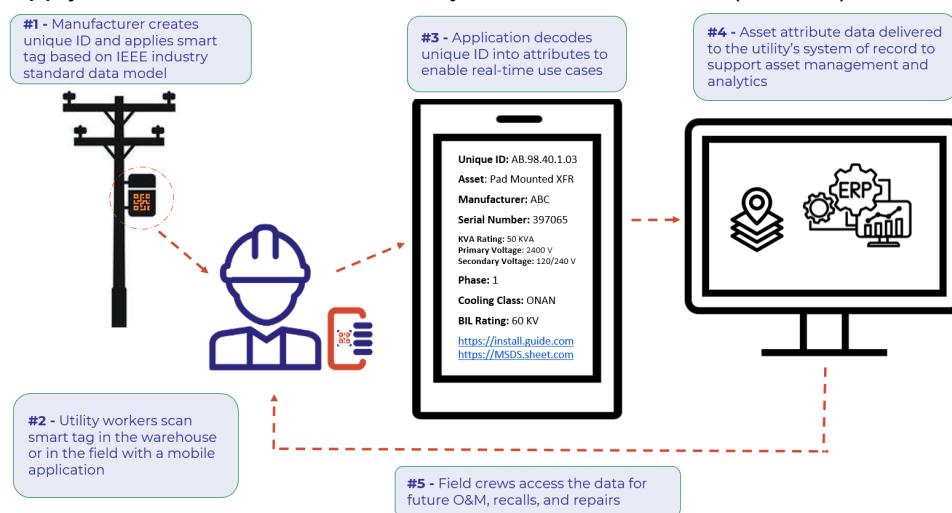 #1 - Manufacturer creates
unique ID and applies smart
tag based on IEEE industry
standard data model
#3 - Application decodes
unique ID into attributes to
enable real-time use cases
#4 - Asset attribute data delivered
to the utility's system of record to
support asset management and
analytics
Unique ID: AB.98.40.1.03
Asset: Pad Mounted XFR
Manufacturer: ABC
Serial Number: 397065
KVA Rating: 50 KVA
Primary Voltage: 2400 V
Secondary Voltage: 120/240 V
Phase: 1
Cooling Class: ONAN
BIL Rating: 60 KV
https://install.guide.com
https://MSDS.sheet.com
ERP
#2 - Utility workers scan
smart tag in the warehouse
or in the field with a mobile
application
#5 - Field crews access the data for
future O&M, recalls, and repairs